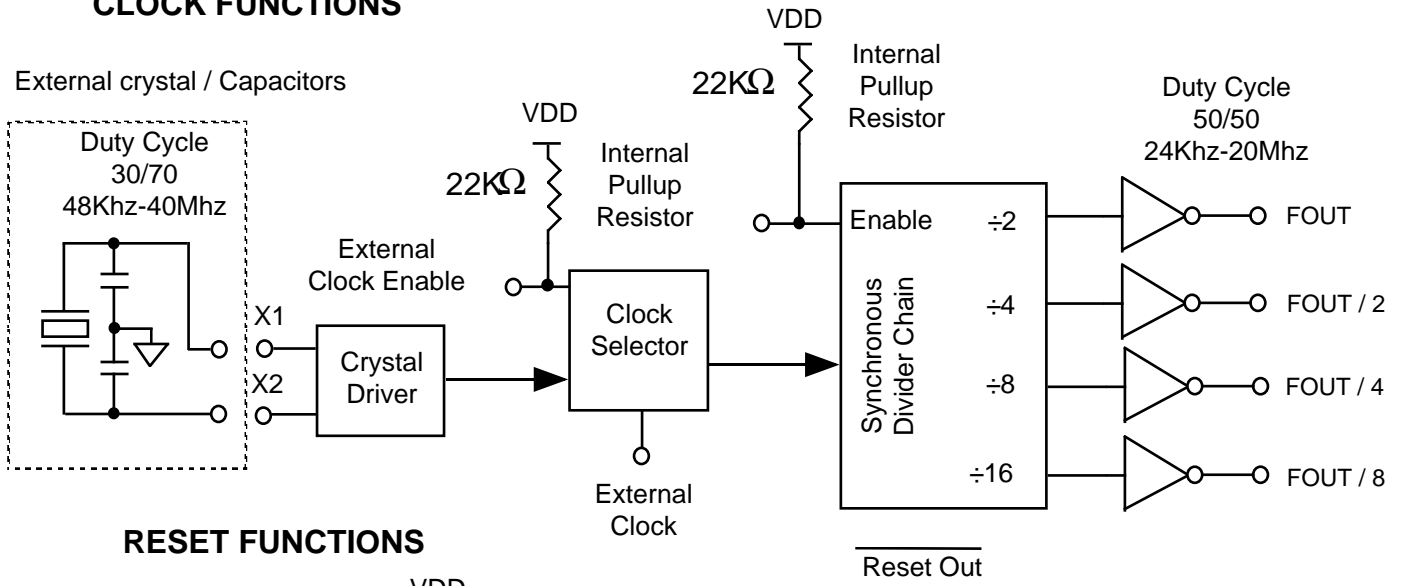 CLOCK FUNCTIONS
External crystal / Capacitors
Duty Cycle
30/70
48Khz-40Mhz
X1
X2
Crystal
Driver
External
Clock Enable
VDD
22KΩ
Internal
Pullup
Resistor
Clock
Selector
External
Clock
VDD
22KΩ
Internal
Pullup
Resistor
Enable
Synchronous
Divider Chain
÷2
÷4
÷8
÷16
Duty Cycle
50/50
24Khz-20Mhz
FOUT
FOUT / 2
FOUT / 4
FOUT / 8
RESET FUNCTIONS
Reset Out
VDD